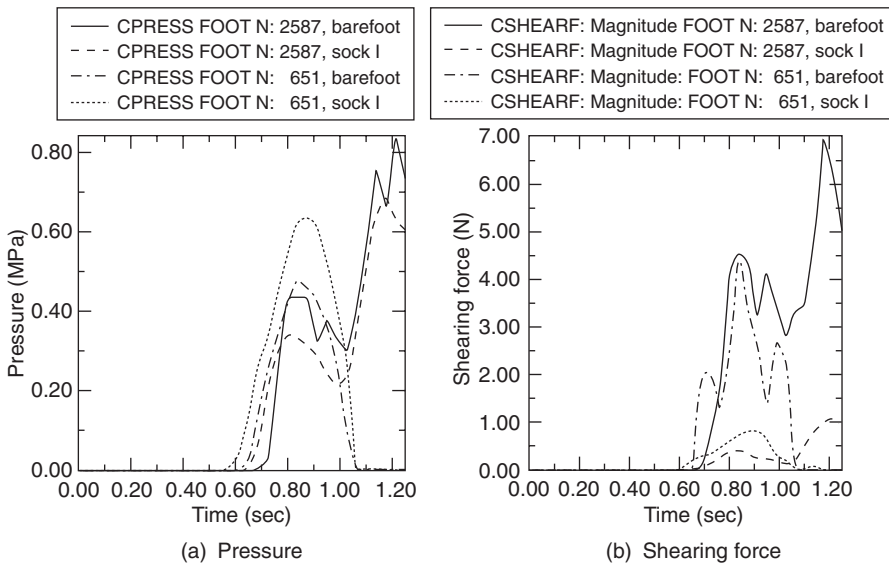 CPRESS FOOT N: 2587, barefoot
CPRESS FOOT N: 2587, sock I
CPRESS FOOT N: 651, barefoot
CPRESS FOOT N: 651, sock I
CSHEARF: Magnitude FOOT N: 2587, barefoot
CSHEARF: Magnitude FOOT N: 2587, sock I
CSHEARF: Magnitude: FOOT N: 651, barefoot
CSHEARF: Magnitude: FOOT N: 651, sock I
Pressure (MPa)
0.80
0.60
0.40
0.20
0.00
0.00 0.20 0.40 0.60 0.80 1.00 1.20
Time (sec)
(a) Pressure
Shearing force (N)
7.00
6.00
5.00
4.00
3.00
2.00
1.00
0.00
0.00 0.20 0.40 0.60 0.80 1.00 1.20
Time (sec)
(b) Shearing force